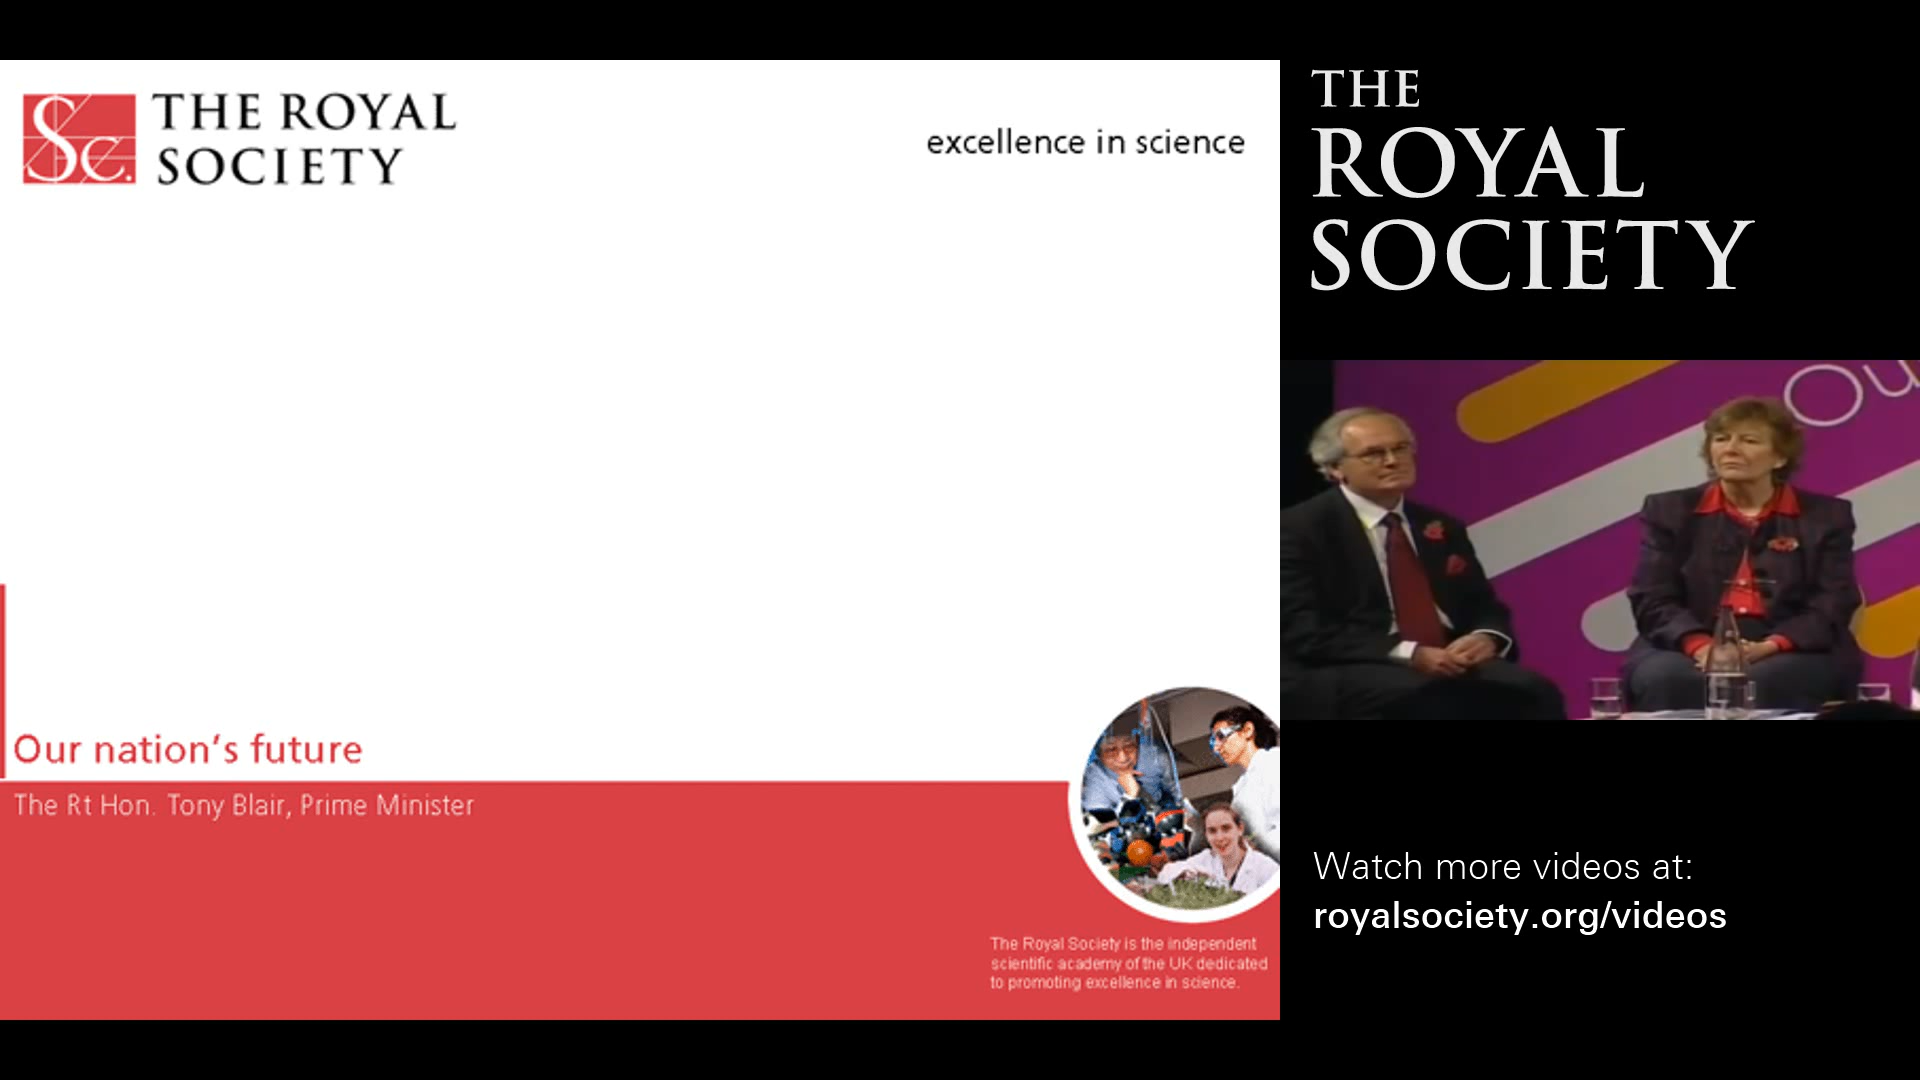 Sc.
THE ROYAL
SOCIETY
excellence in science
Our nation's future
The Rt Hon. Tony Blair, Prime Minister
The Royal Society is the independent
scientific academy of the UK dedicated
to promoting excellence in science.
THE
ROYAL
SOCIETY
Ou
Watch more videos at:
royalsociety.org/videos